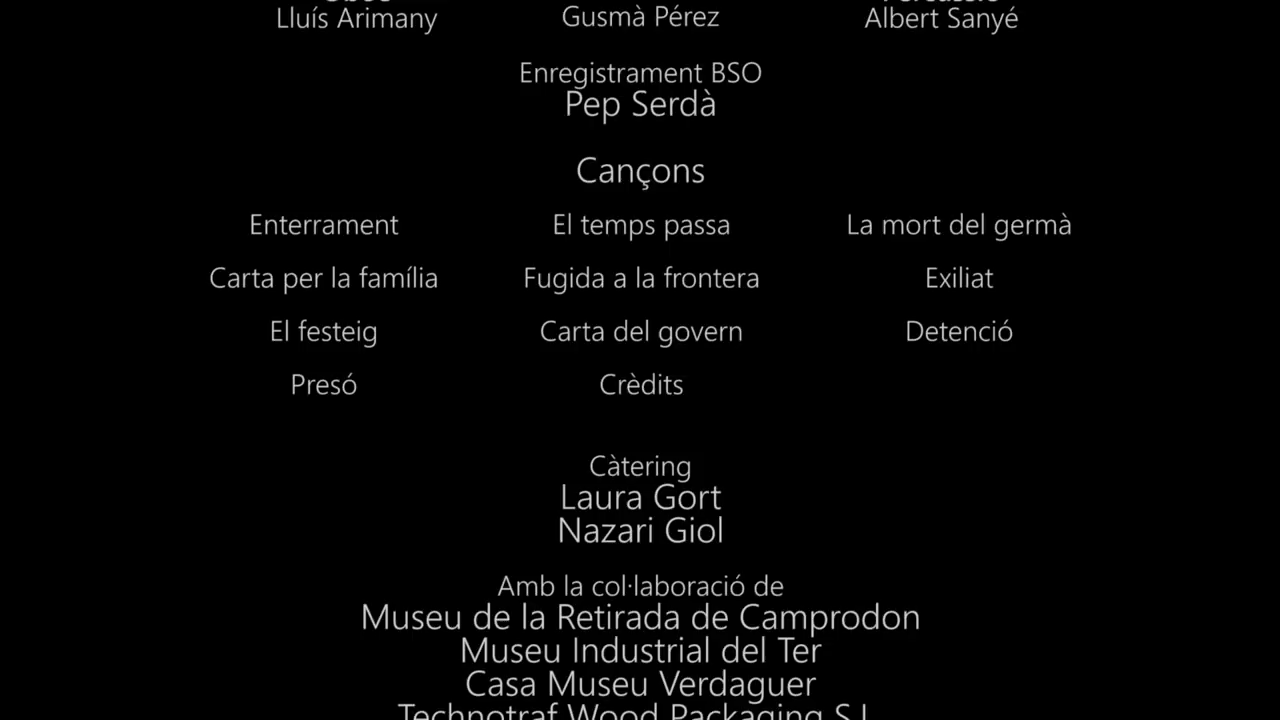 Lluís Arimany Gusmà Pérez Albert Sanyé
Enregistrament BSO
Pep Serdà
Cançons
Enterrament El temps passa La mort del germà
Carta per la família Fugida a la frontera Exiliat
El festeig Carta del govern Detenció
Presó Crèdits
Càtering
Laura Gort
Nazari Giol
Amb la col·laboració de
Museu de la Retirada de Camprodon
Museu Industrial del Ter
Casa Museu Verdaguer
Technotraf Wood Packaging S.L.